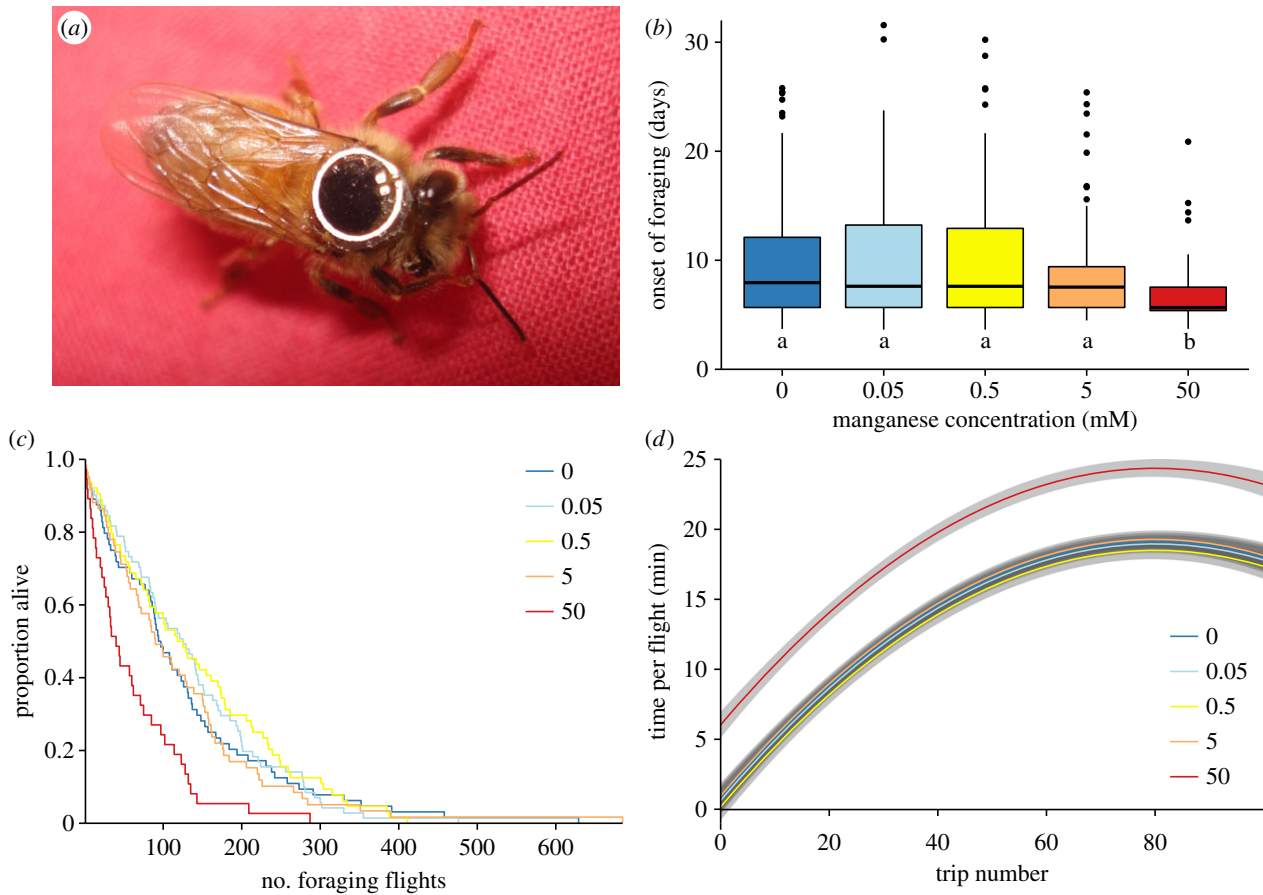 (a)
(b)
onset of foraging (days)
30
20
10
0
a a a a b
0 0.05 0.5 5 50
manganese concentration (mM)
(c)
proportion alive
1.0
0.8
0.6
0.4
0.2
0
0
0.05
0.5
5
50
100 200 300 400 500 600
no. foraging flights
(d)
time per flight (min)
25
20
15
10
5
0
0
0.05
0.5
5
50
0 20 40 60 80
trip number